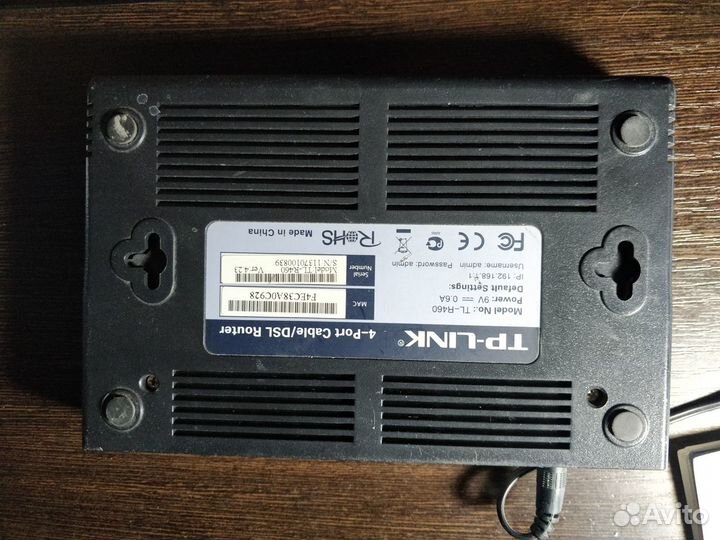 TP-LINK®
4-Port Cable/DSL Router
Model No.: TL-R460
Power: 9V⎓ 0.6A
Default Settings:
IP: 192.168.1.1
Username: admin Password: admin
FC CE
RoHS
Made in China
MAC
F4EC38A0C928
Serial
Number
Model:TL-R460 Ver:4.23
S/N:11370100839
Avito